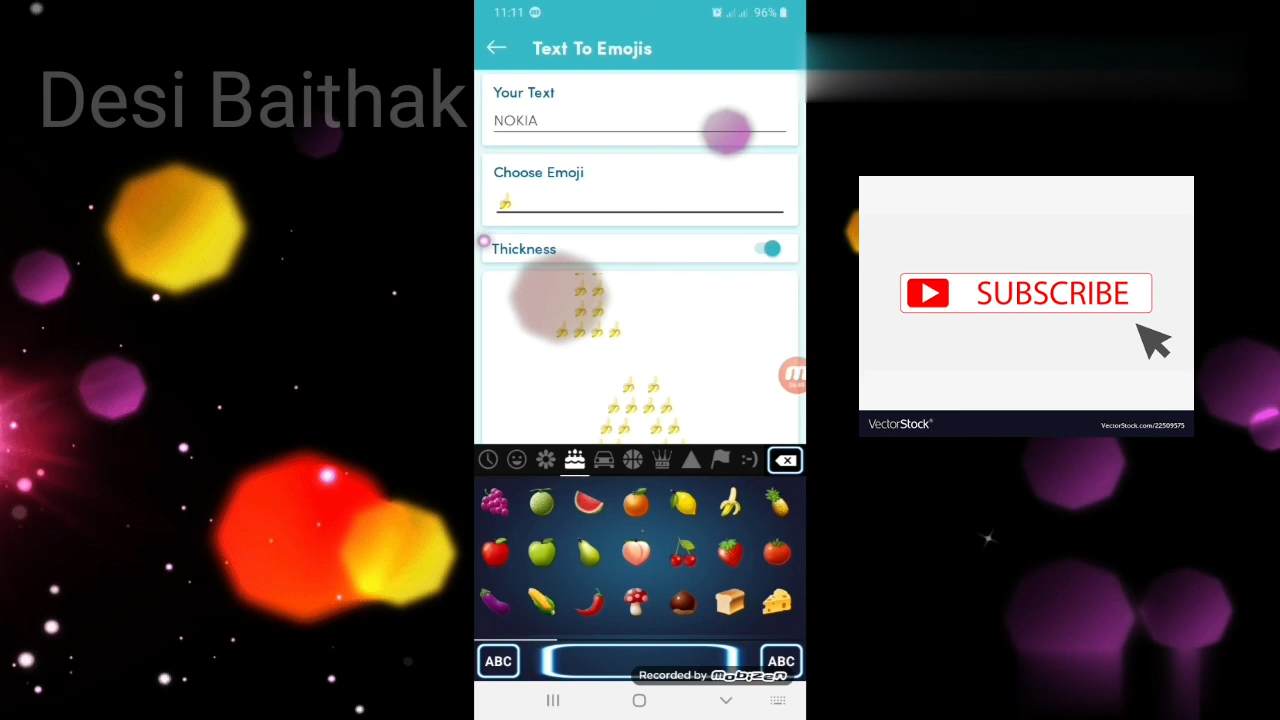 11:11
96%
Desi Baithak
Text To Emojis
Your Text
NOKIA
Choose Emoji
Thickness
SUBSCRIBE
VectorStock®
VectorStock.com/22509575
:-)
ABC
ABC
Recorded by Mobizen